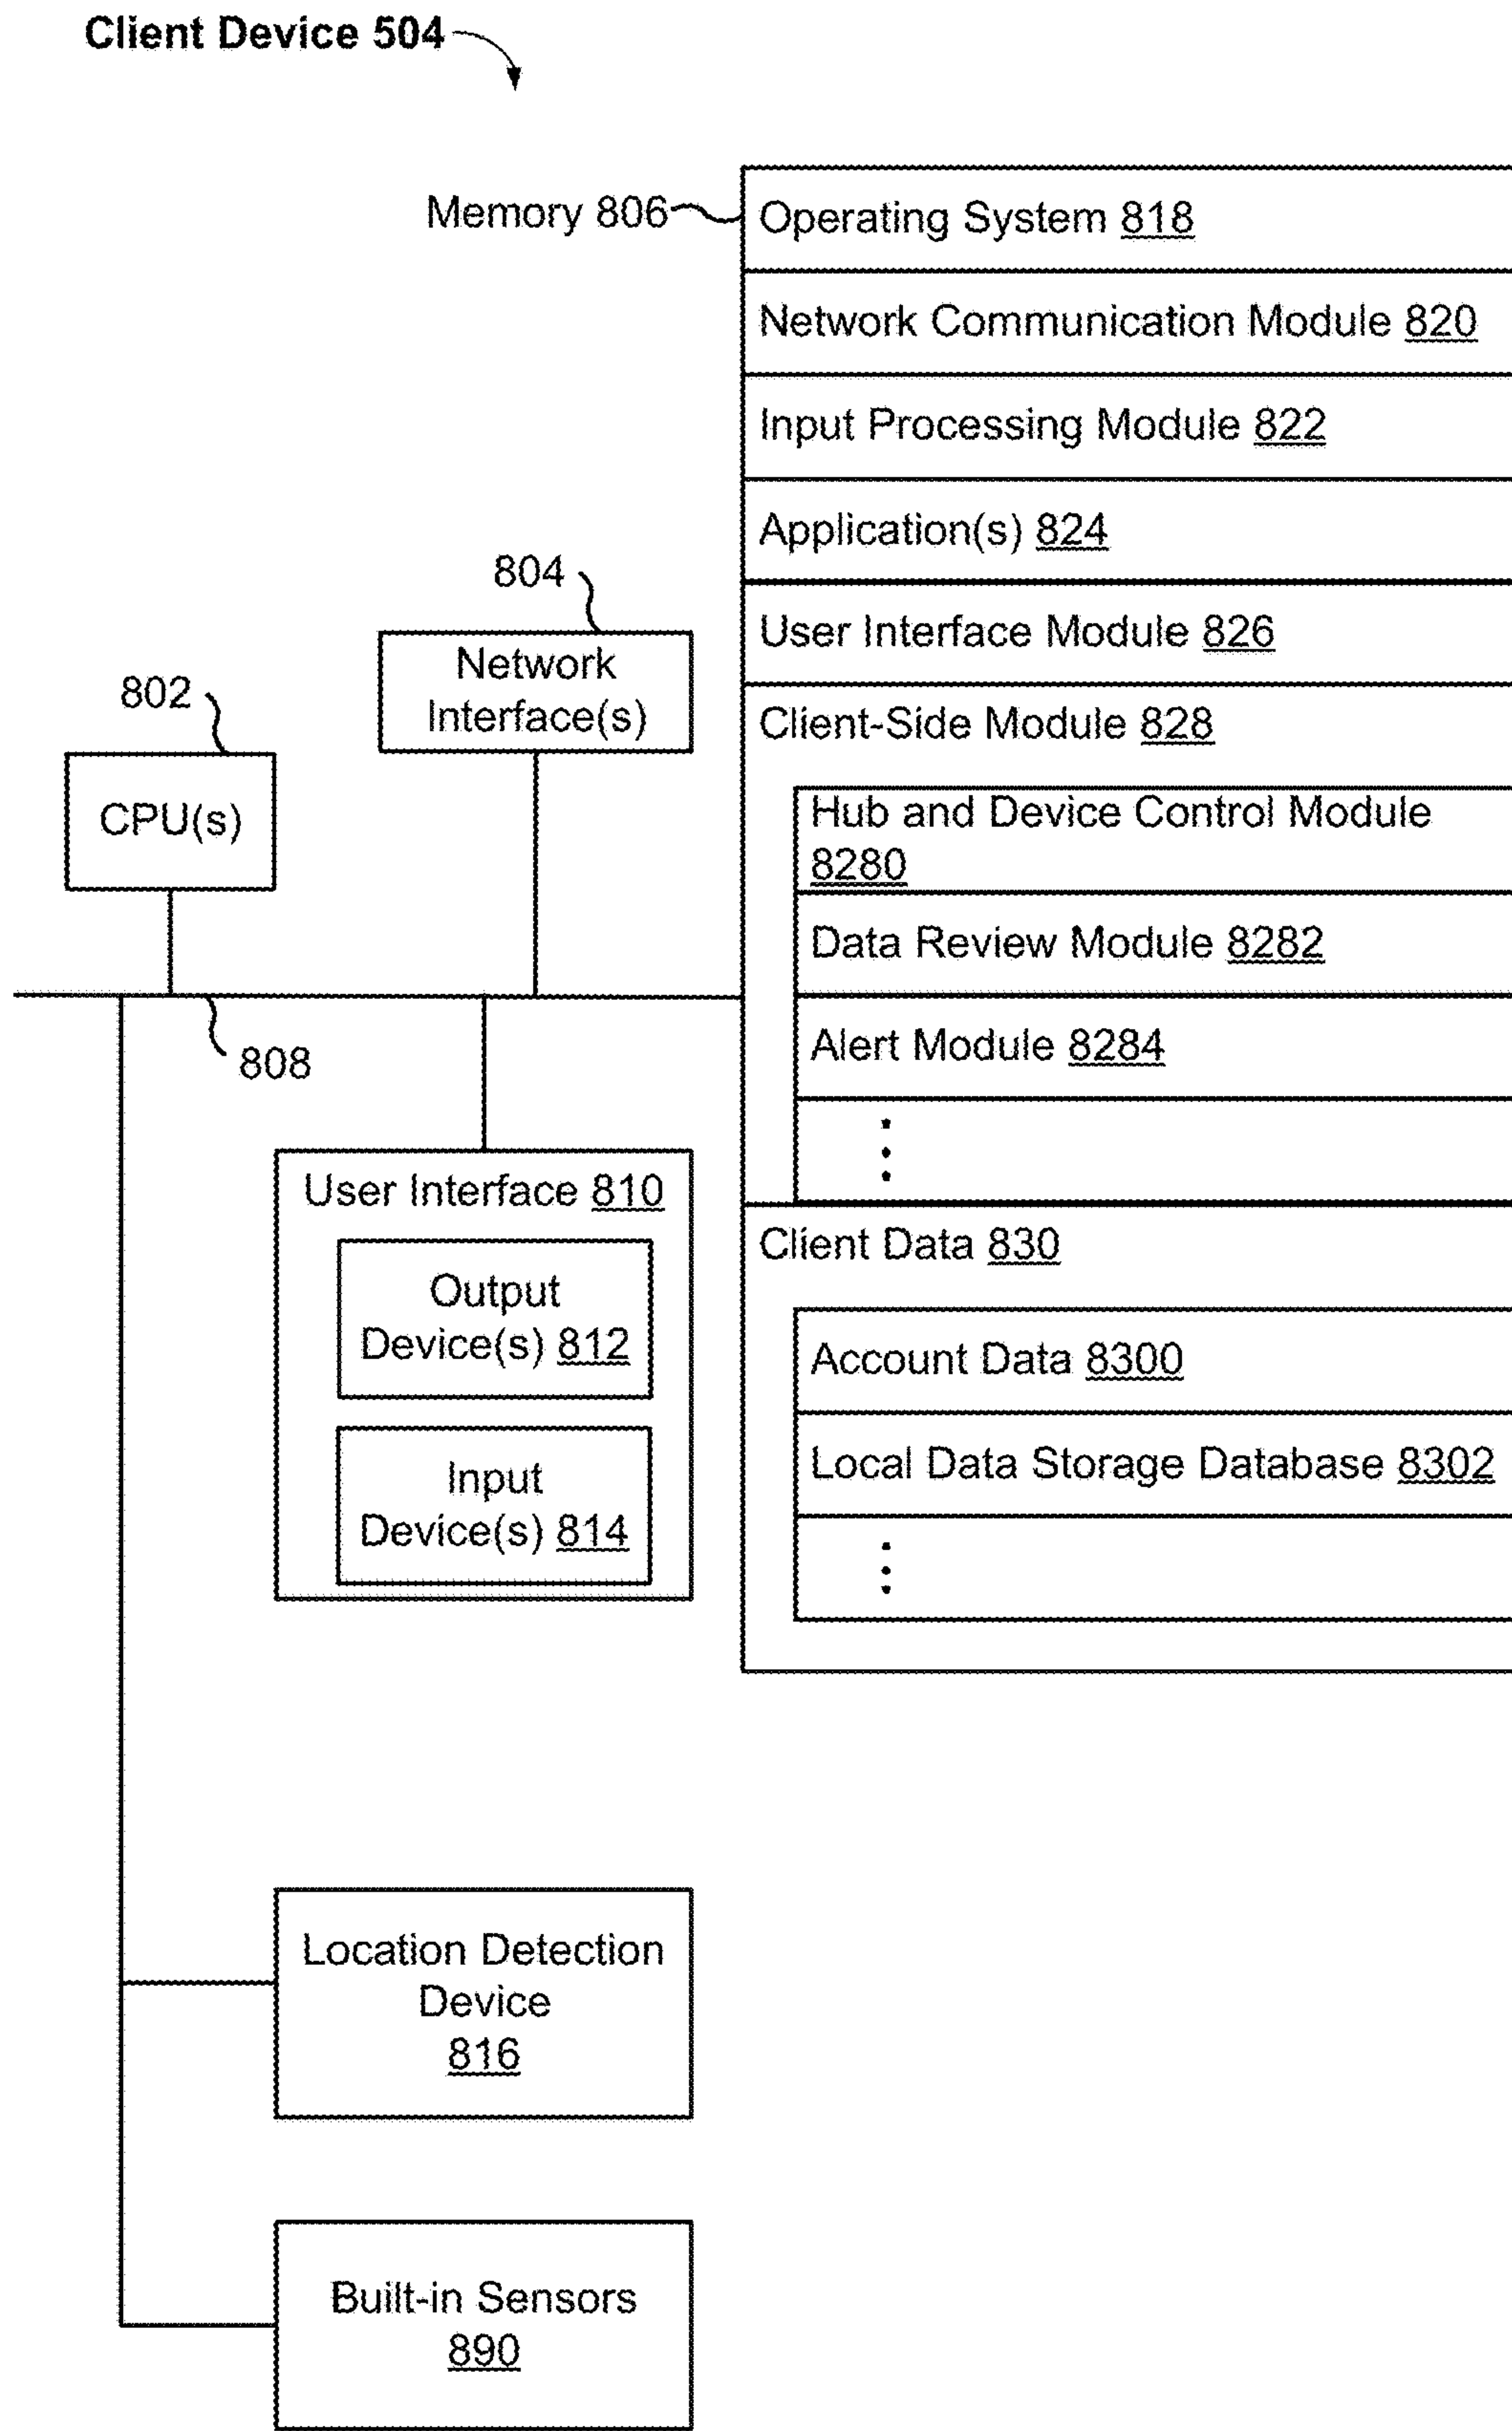 Client Device 504
Memory 806
Operating System 818
Network Communication Module 820
Input Processing Module 822
Application(s) 824
User Interface Module 826
Client-Side Module 828
Hub and Device Control Module
8280
Data Review Module 8282
Alert Module 8284
Client Data 830
Account Data 8300
Local Data Storage Database 8302
804
Network
Interface(s)
802
CPU(s)
808
User Interface 810
Output
Device(s) 812
Input
Device(s) 814
Location Detection
Device
816
Built-in Sensors
890